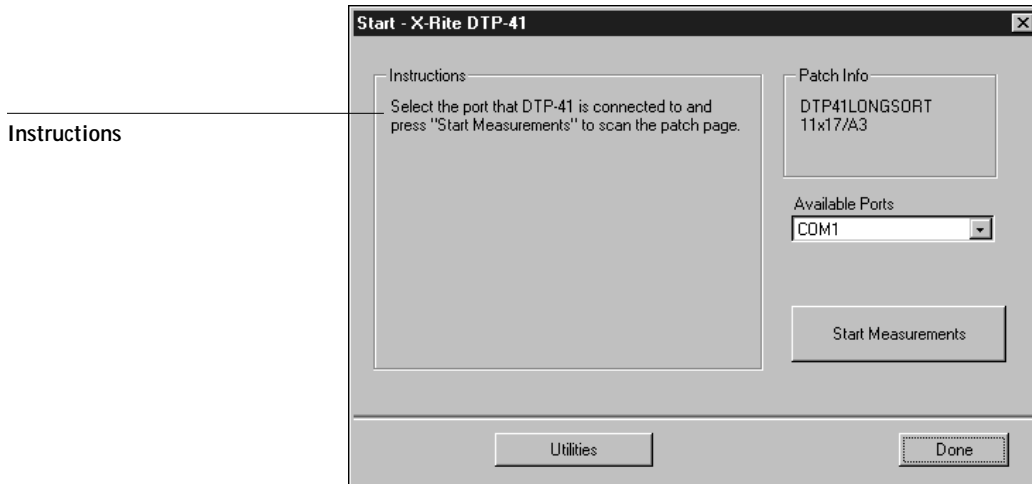 Start - X-Rite DTP-41
Instructions
Instructions
Select the port that DTP-41 is connected to and
press "Start Measurements" to scan the patch page.
Patch Info
DTP41LONGSORT
11x17/A3
Available Ports
COM1
Start Measurements
Utilities
Done